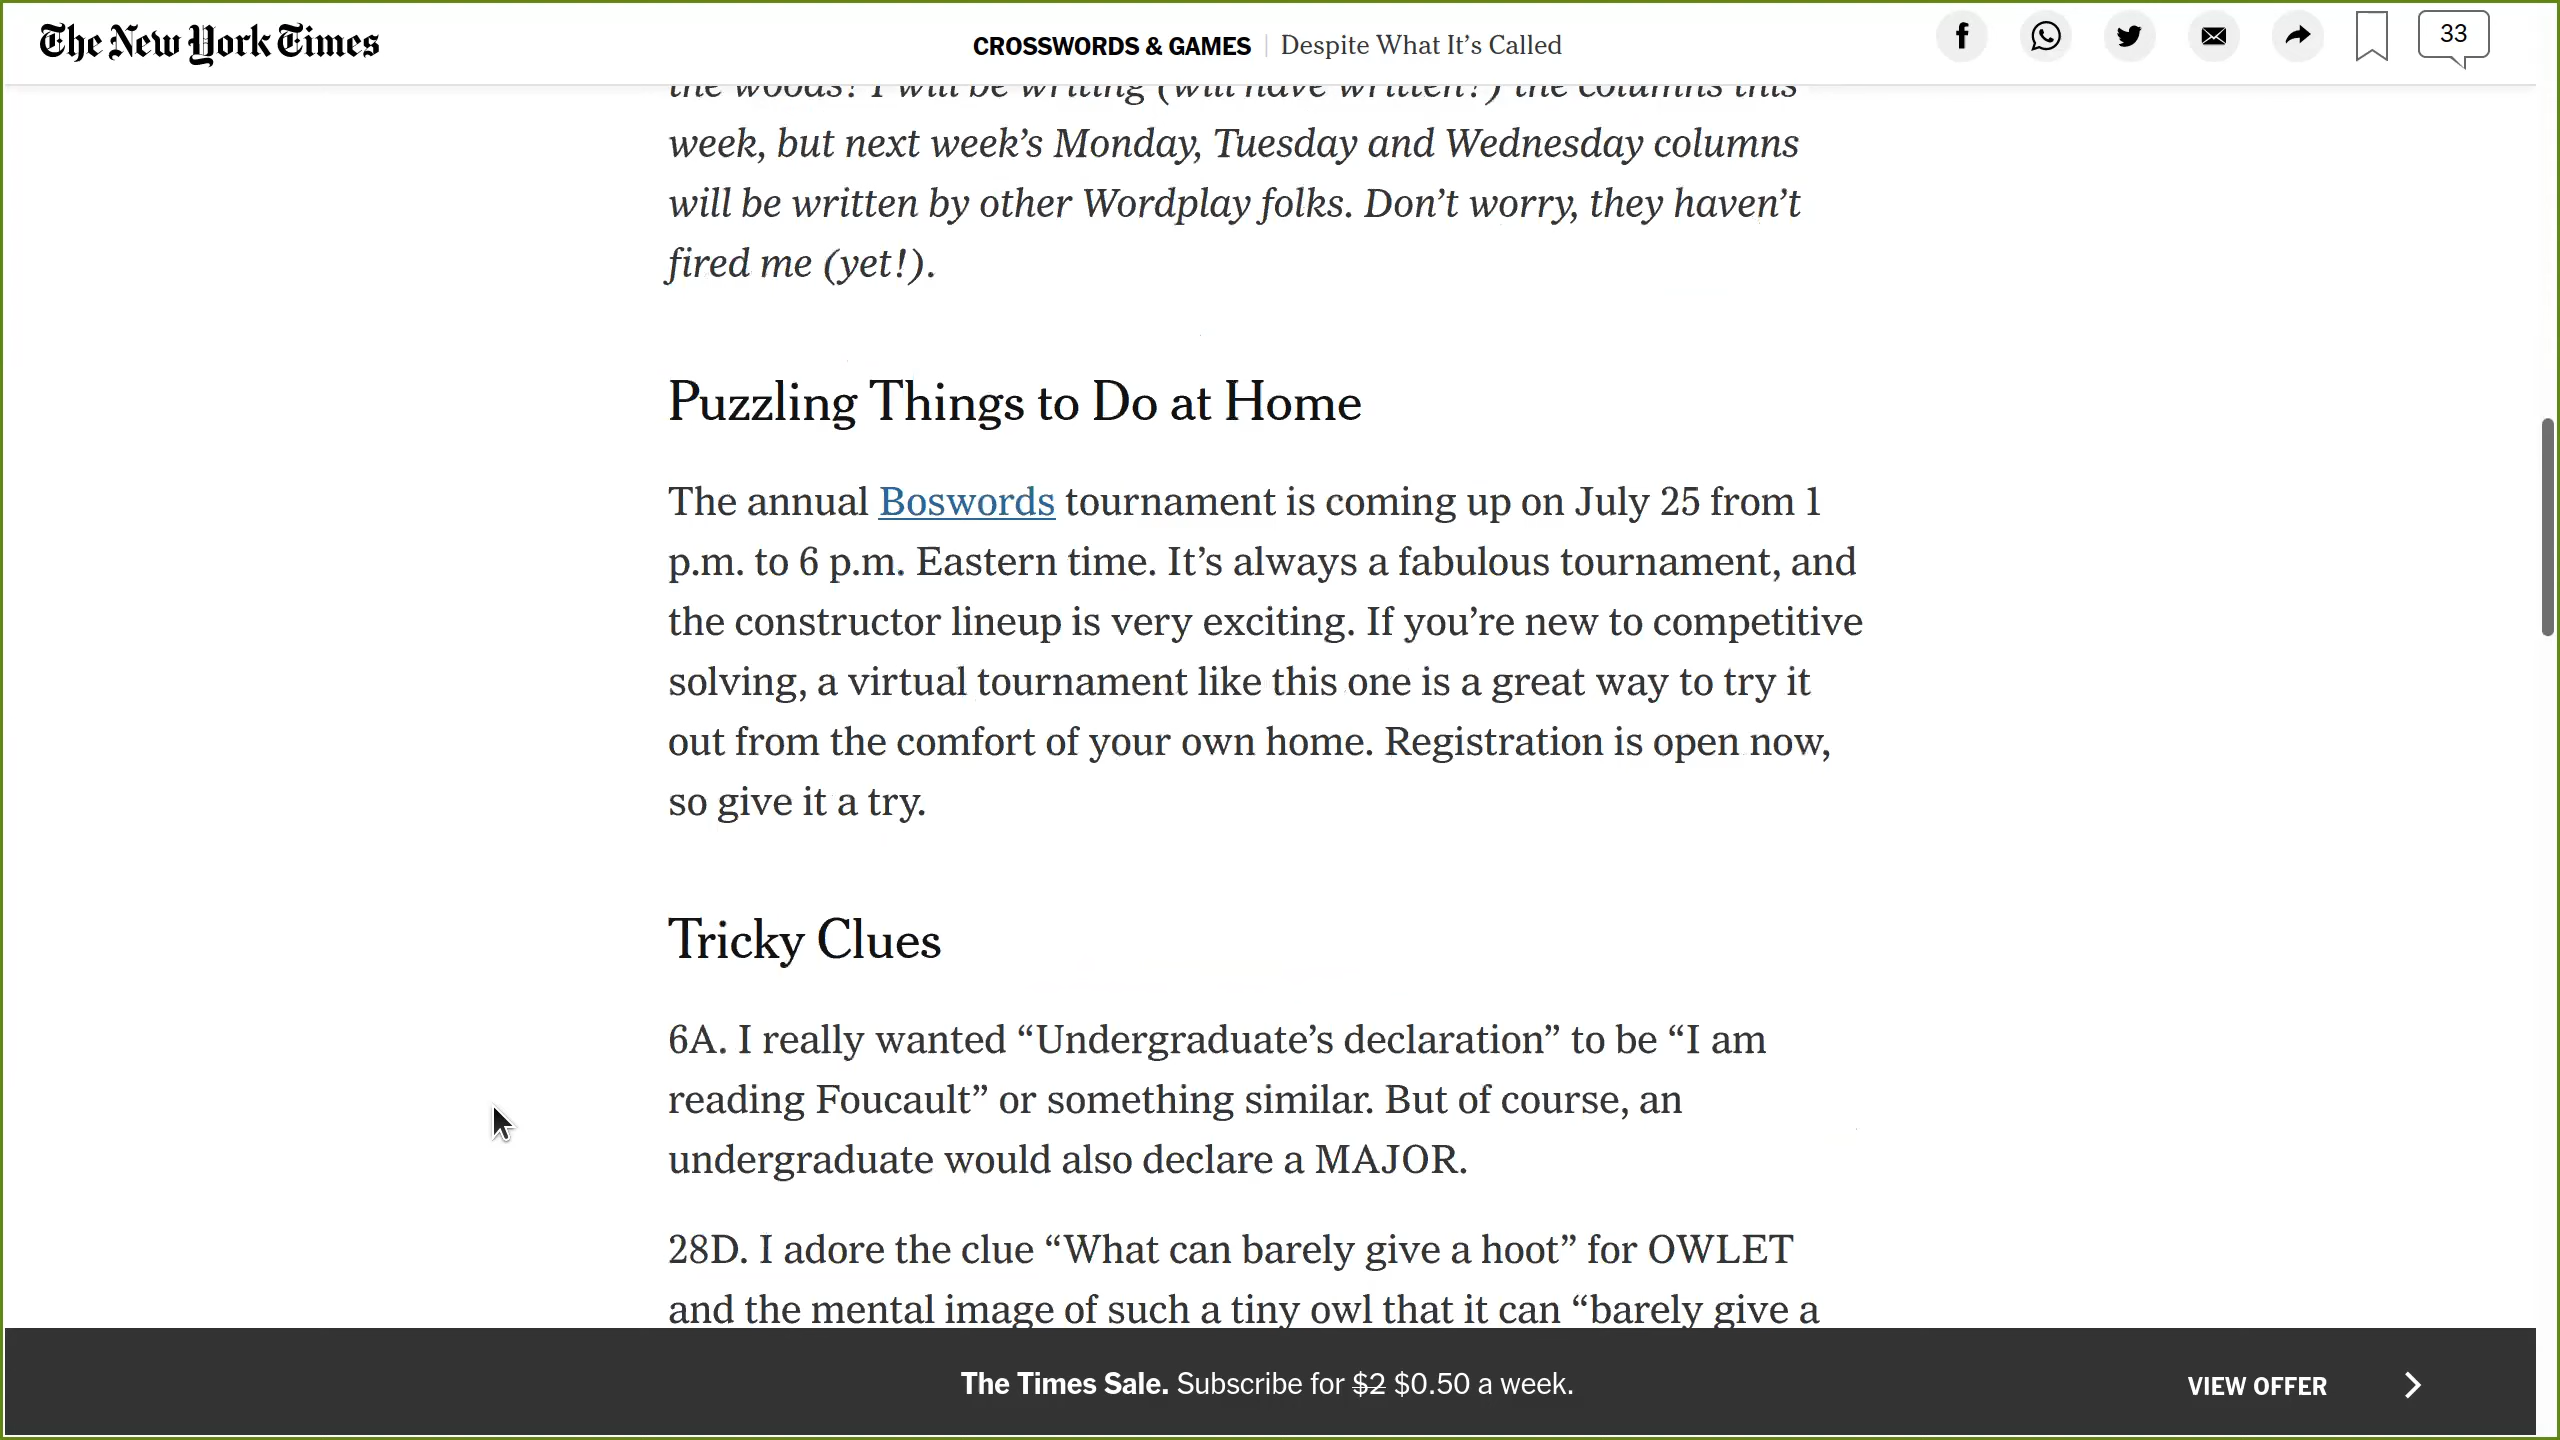 The New York Times
CROSSWORDS & GAMES | Despite What It's Called
33
the woods? I will be writing (will have written?) the columns this
week, but next week's Monday, Tuesday and Wednesday columns
will be written by other Wordplay folks. Don't worry, they haven't
fired me (yet!).
Puzzling Things to Do at Home
The annual Boswords tournament is coming up on July 25 from 1
p.m. to 6 p.m. Eastern time. It's always a fabulous tournament, and
the constructor lineup is very exciting. If you're new to competitive
solving, a virtual tournament like this one is a great way to try it
out from the comfort of your own home. Registration is open now,
so give it a try.
Tricky Clues
6A. I really wanted “Undergraduate's declaration” to be “I am
reading Foucault” or something similar. But of course, an
undergraduate would also declare a MAJOR.
28D. I adore the clue “What can barely give a hoot” for OWLET
and the mental image of such a tiny owl that it can “barely give a
The Times Sale. Subscribe for $2 $0.50 a week.
VIEW OFFER